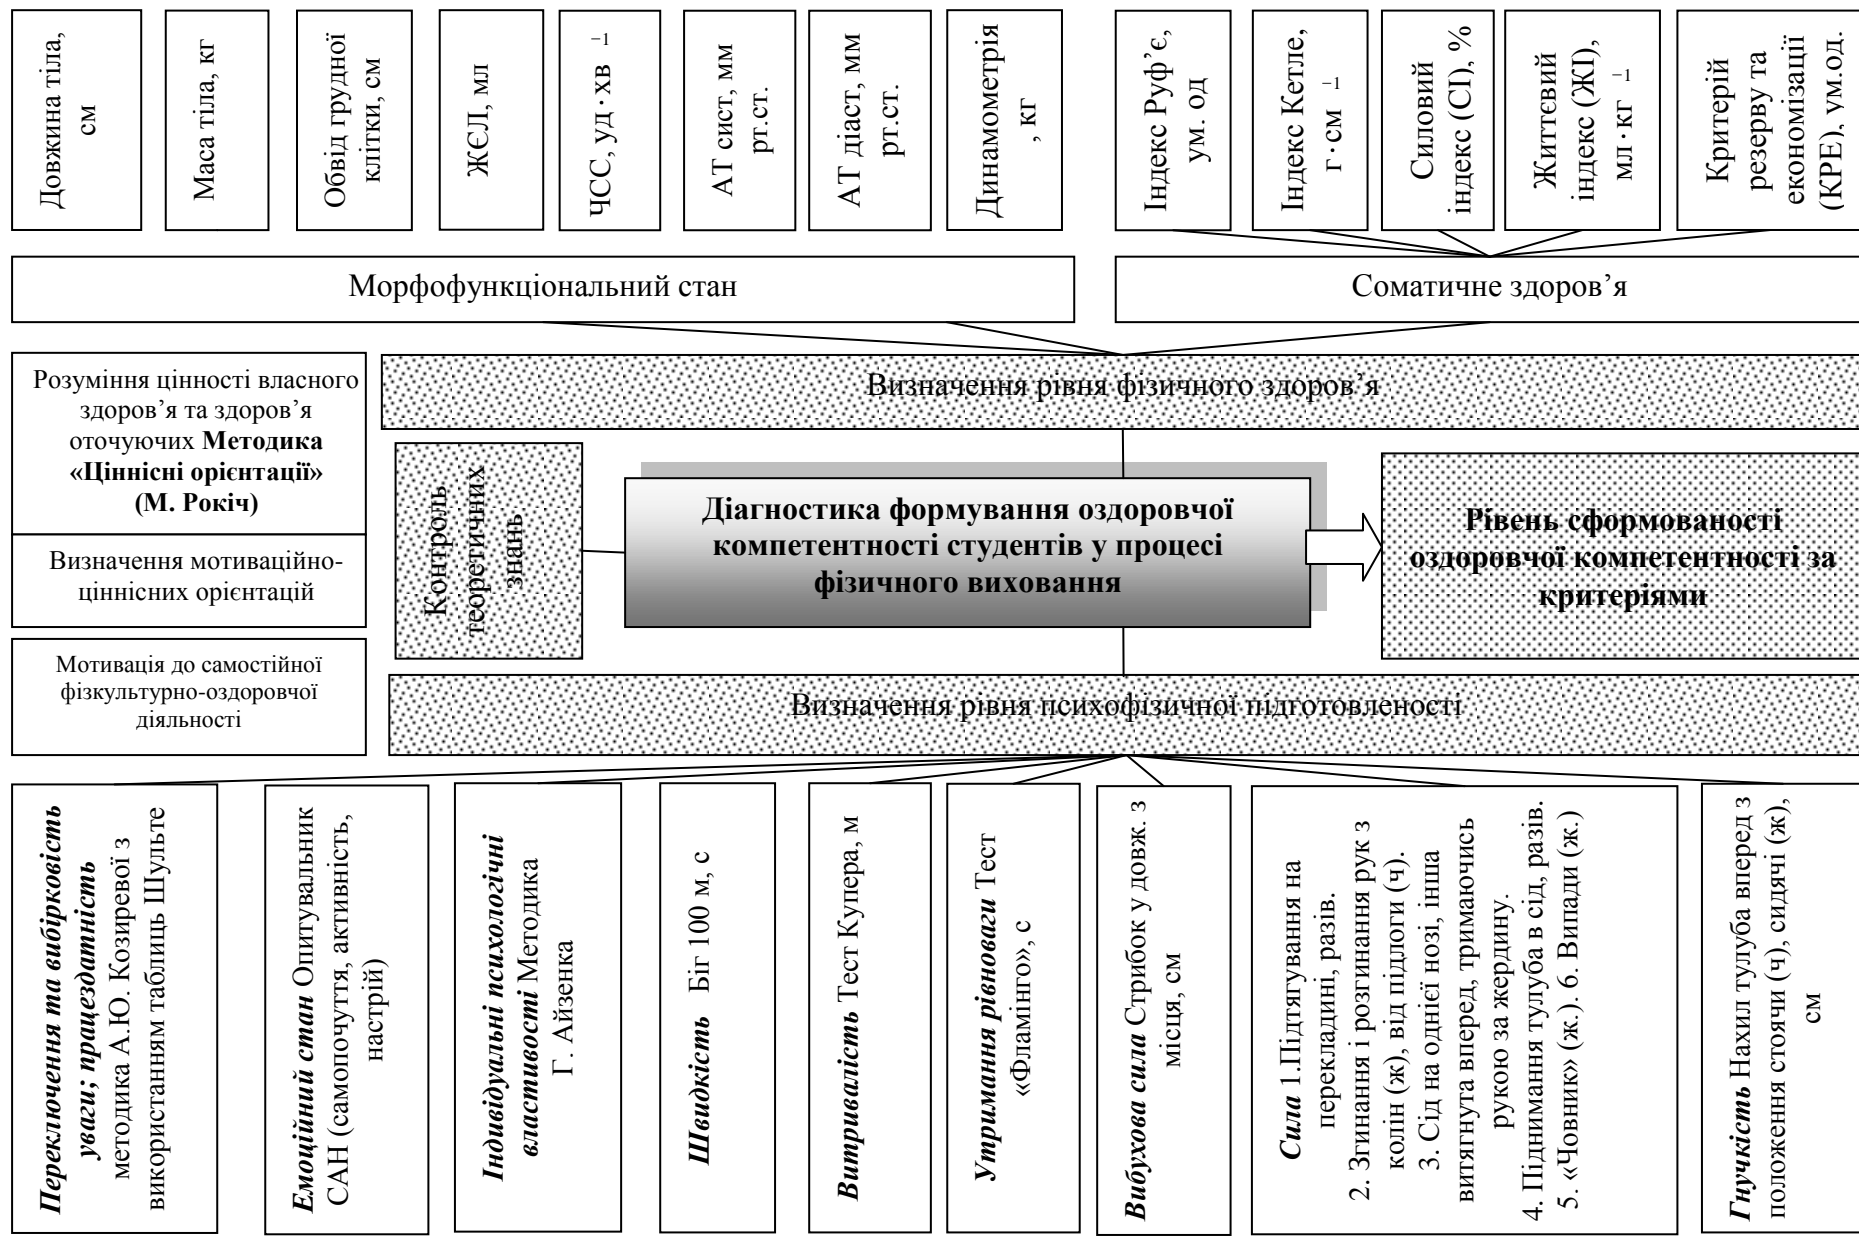 Довжина тіла,
см
Маса тіла, кг
Обвід грудної
клітки, см
ЖЄЛ, мл
ЧСС, уд·хв ⁻¹
АТ сист, мм
рт.ст.
АТ діаст, мм
рт.ст.
Динамометрія
, кг
Індекс Руф’є,
ум. од
Індекс Кетле,
г·см ⁻¹
Силовий
індекс (СІ), %
Життєвий
індекс (ЖІ),
мл·кг ⁻¹
Критерій
резерву та
економізації
(КРЕ), ум.од.
Морфофункціональний стан
Соматичне здоров’я
Розуміння цінності власного
здоров’я та здоров’я
оточуючих Методика
«Ціннісні орієнтації»
(М. Рокіч)
Визначення мотиваційно-
ціннісних орієнтацій
Мотивація до самостійної
фізкультурно-оздоровчої
діяльності
Визначення рівня фізичного здоров’я
Контроль
теоретичних
знань
Діагностика формування оздоровчої
компетентності студентів у процесі
фізичного виховання
Рівень сформованості
оздоровчої компетентності за
критеріями
Визначення рівня психофізичної підготовленості
Переключення та вибірковість
уваги; працездатність
методика А.Ю. Козиревої з
використанням таблиць Шульте
Емоційний стан Опитувальник
САН (самопочуття, активність,
настрій)
Індивідуальні психологічні
властивості Методика
Г. Айзенка
Швидкість Біг 100 м, с
Витривалість Тест Купера, м
Утримання рівноваги Тест
«Фламінго», с
Вибухова сила Стрибок у довж. з
місця, см
Сила 1.Підтягування на
перекладині, разів.
2. Згинання і розгинання рук з
колін (ж), від підлоги (ч).
3. Сід на однієї нозі, інша
витягнута вперед, тримаючись
рукою за жердину.
4. Піднимання тулуба в сід, разів.
5. «Човник» (ж.). 6. Випади (ж.)
Гнучкість Нахил тулуба вперед з
положення стоячи (ч), сидячі (ж),
см